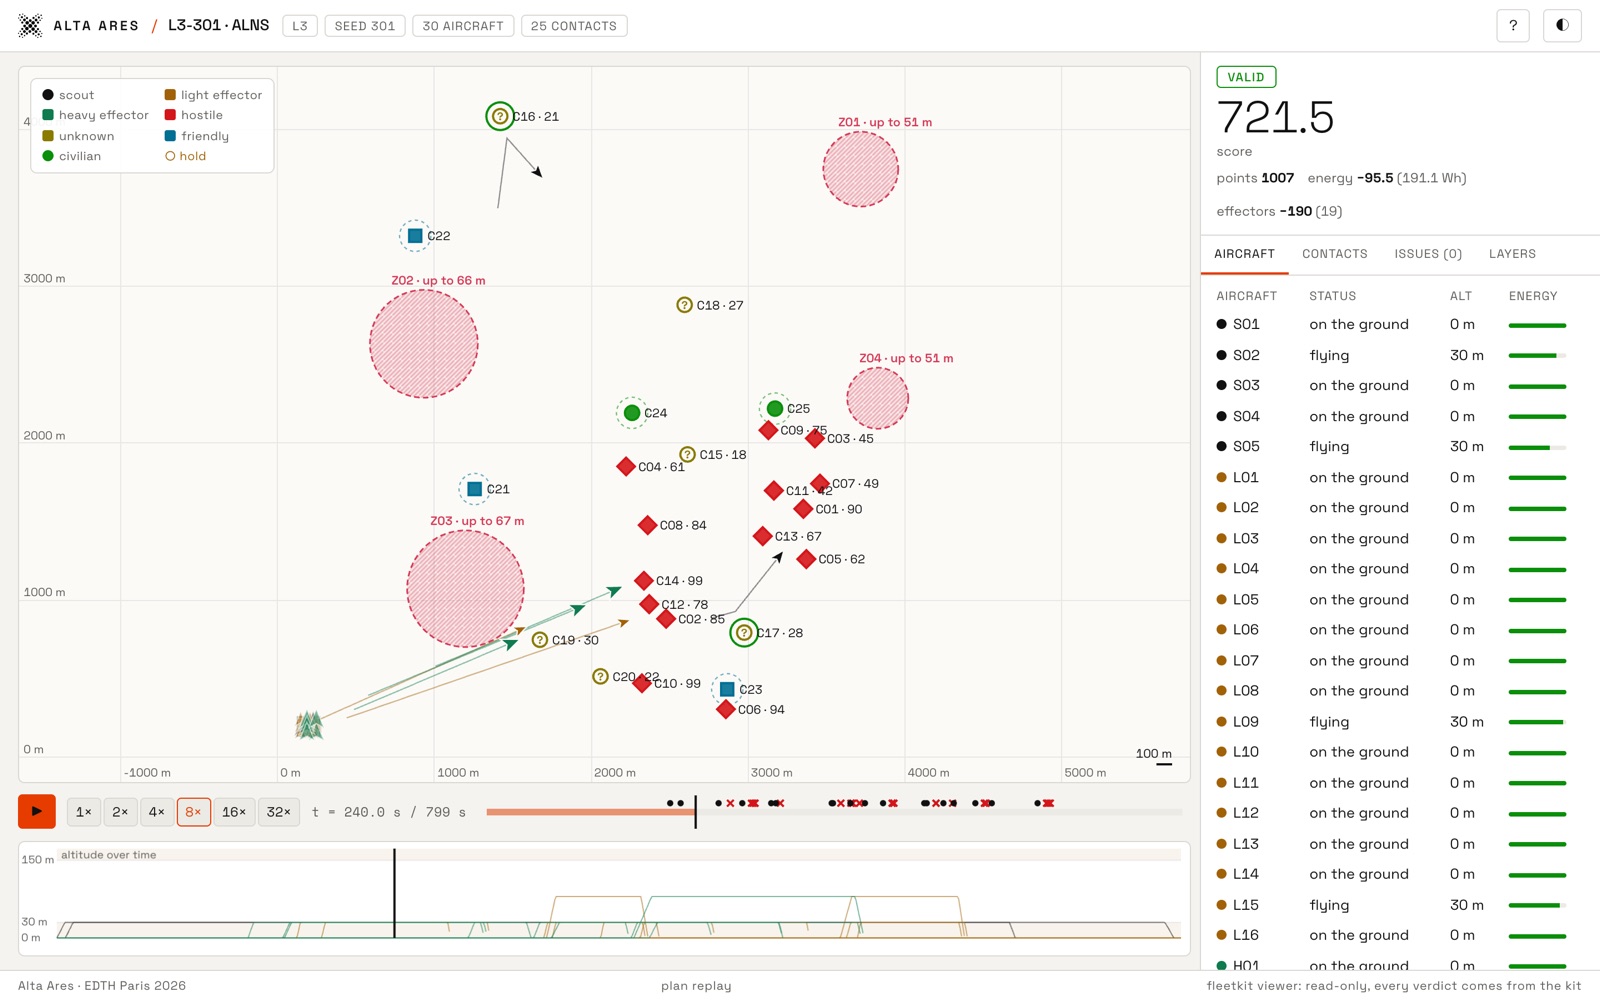 ALTA ARES / L3-301 · ALNS L3 SEED 301 30 AIRCRAFT 25 CONTACTS ?
scout light effector
heavy effector hostile
unknown friendly
civilian hold
C16 · 21
Z01 · up to 51 m
C22
Z02 · up to 66 m
3000 m
C18 · 27
Z04 · up to 51 m
C24
C25
2000 m
C09 · 75
C03 · 45
C15 · 18
C04 · 61
C21
C07 · 49
C11 · 42
C01 · 90
Z03 · up to 67 m
C08 · 84
C13 · 67
C05 · 62
C14 · 99
1000 m
C12 · 78
C02 · 85
C17 · 28
C19 · 30
C20 · 22
C10 · 99
C23
C06 · 94
0 m
100 m
-1000 m 0 m 1000 m 2000 m 3000 m 4000 m 5000 m
1× 2× 4× 8× 16× 32× t = 240.0 s / 799 s
altitude over time
150 m
30 m
0 m
VALID
721.5
score
points 1007 energy −95.5 (191.1 Wh)
effectors −190 (19)
AIRCRAFT CONTACTS ISSUES (0) LAYERS
AIRCRAFT STATUS ALT ENERGY
S01 on the ground 0 m
S02 flying 30 m
S03 on the ground 0 m
S04 on the ground 0 m
S05 flying 30 m
L01 on the ground 0 m
L02 on the ground 0 m
L03 on the ground 0 m
L04 on the ground 0 m
L05 on the ground 0 m
L06 on the ground 0 m
L07 on the ground 0 m
L08 on the ground 0 m
L09 flying 30 m
L10 on the ground 0 m
L11 on the ground 0 m
L12 on the ground 0 m
L13 on the ground 0 m
L14 on the ground 0 m
L15 flying 30 m
L16 on the ground 0 m
H01 on the ground 0 m
Alta Ares · EDTH Paris 2026 plan replay fleetkit viewer: read-only, every verdict comes from the kit